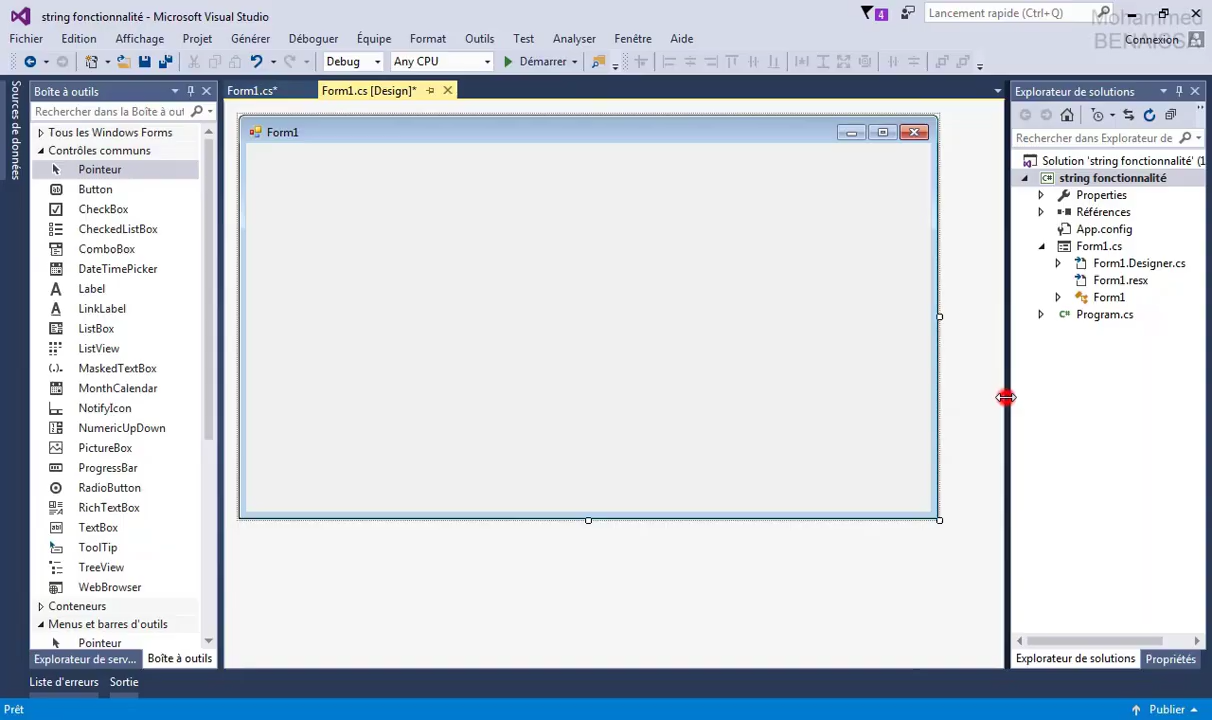 string fonctionnalité - Microsoft Visual Studio
4
Lancement rapide (Ctrl+Q)
Mohammed
BENAISSA
Fichier Edition Affichage Projet Générer Déboguer Équipe Format Outils Test Analyser Fenêtre Aide
Connexion
Debug Any CPU Démarrer
Sources de données
Boîte à outils
Form1.cs* Form1.cs [Design]*
Explorateur de solutions
Rechercher dans la Boîte à out
Rechercher dans Explorateur de
Tous les Windows Forms
Contrôles communs
Pointeur
Button
CheckBox
CheckedListBox
ComboBox
DateTimePicker
Label
LinkLabel
ListBox
ListView
MaskedTextBox
MonthCalendar
NotifyIcon
NumericUpDown
PictureBox
ProgressBar
RadioButton
RichTextBox
TextBox
ToolTip
TreeView
WebBrowser
Conteneurs
Menus et barres d'outils
Pointeur
Form1
Solution 'string fonctionnalité' (1
C# string fonctionnalité
Properties
Références
App.config
Form1.cs
Form1.Designer.cs
Form1.resx
Form1
C# Program.cs
Explorateur de serv... Boîte à outils
Explorateur de solutions Propriétés
Liste d'erreurs Sortie
Prêt
Publier